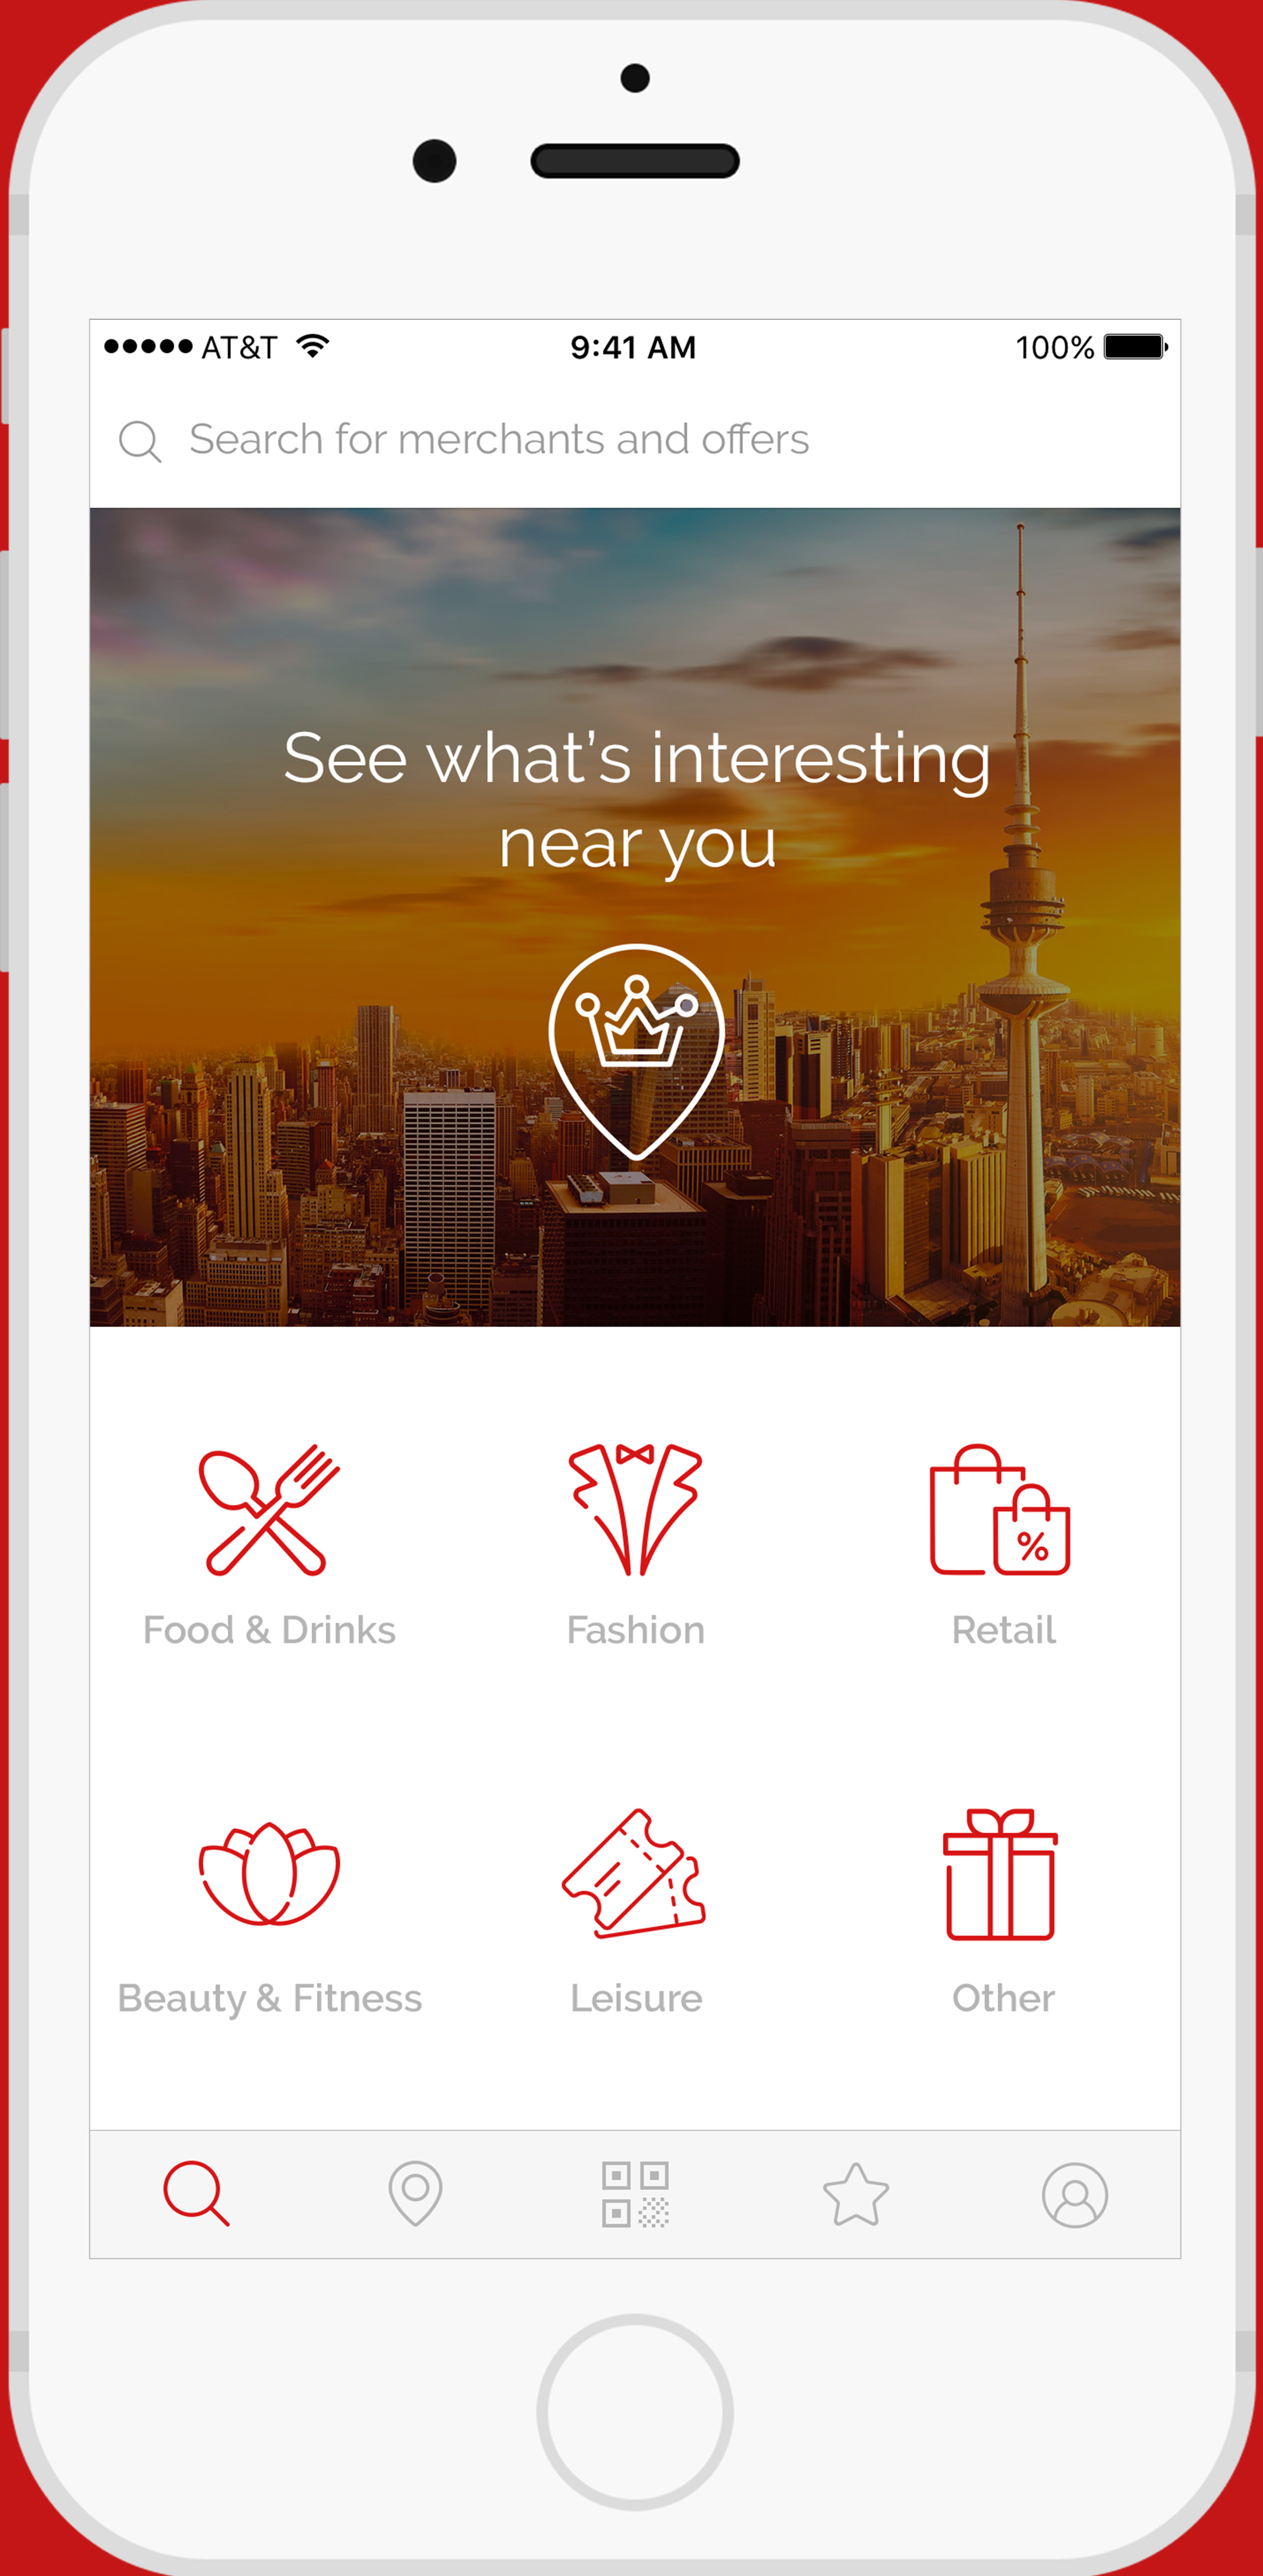 AT&T 9:41 AM 100%
Search for merchants and offers
See what's interesting
near you
%
Food & Drinks Fashion Retail
Beauty & Fitness Leisure Other